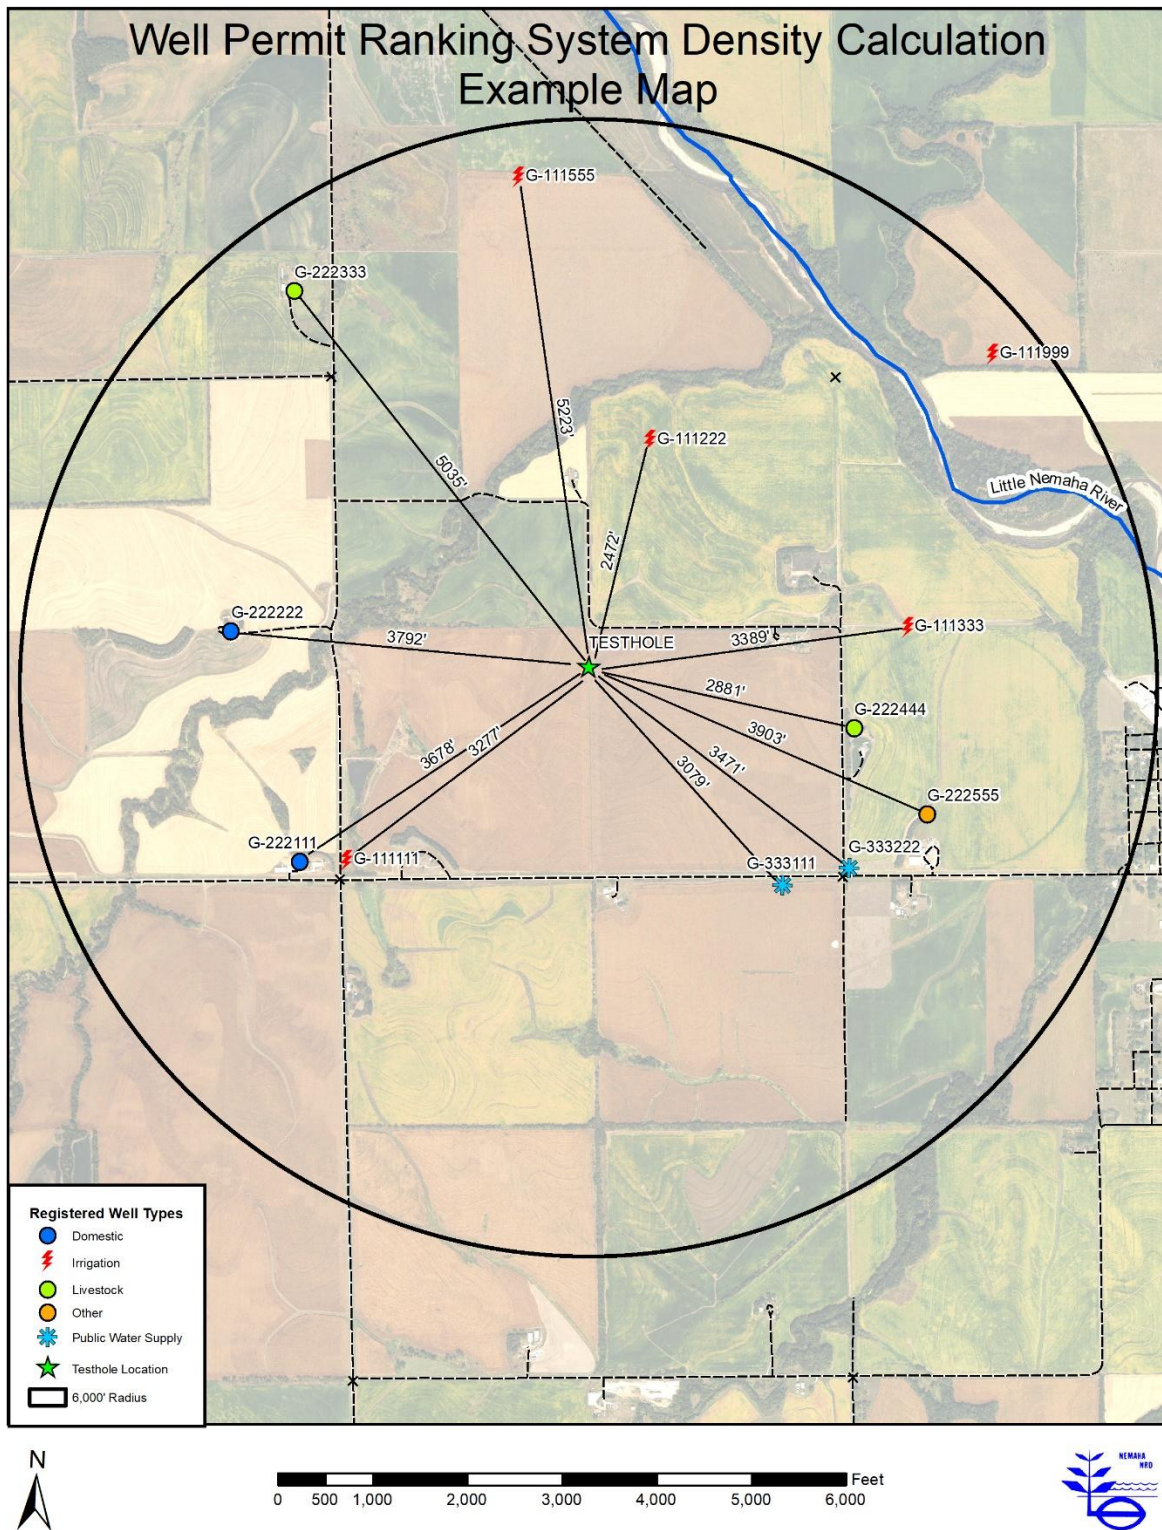 Well Permit Ranking System Density Calculation
Example Map
G-111555
G-222333
G-111999
5223'
G-111222
5035'
Little Nemaha River
2472'
G-222222
G-111333
3792'
TESTHOLE
3389'
2881'
G-222444
3903'
3678'
3277'
3471'
3079'
G-222555
G-222111
G-111111
G-333222
G-333111
Registered Well Types
Domestic
Irrigation
Livestock
Other
Public Water Supply
Testhole Location
6,000' Radius
N
Feet
0 500 1,000 2,000 3,000 4,000 5,000 6,000
NEMAHA
NRD